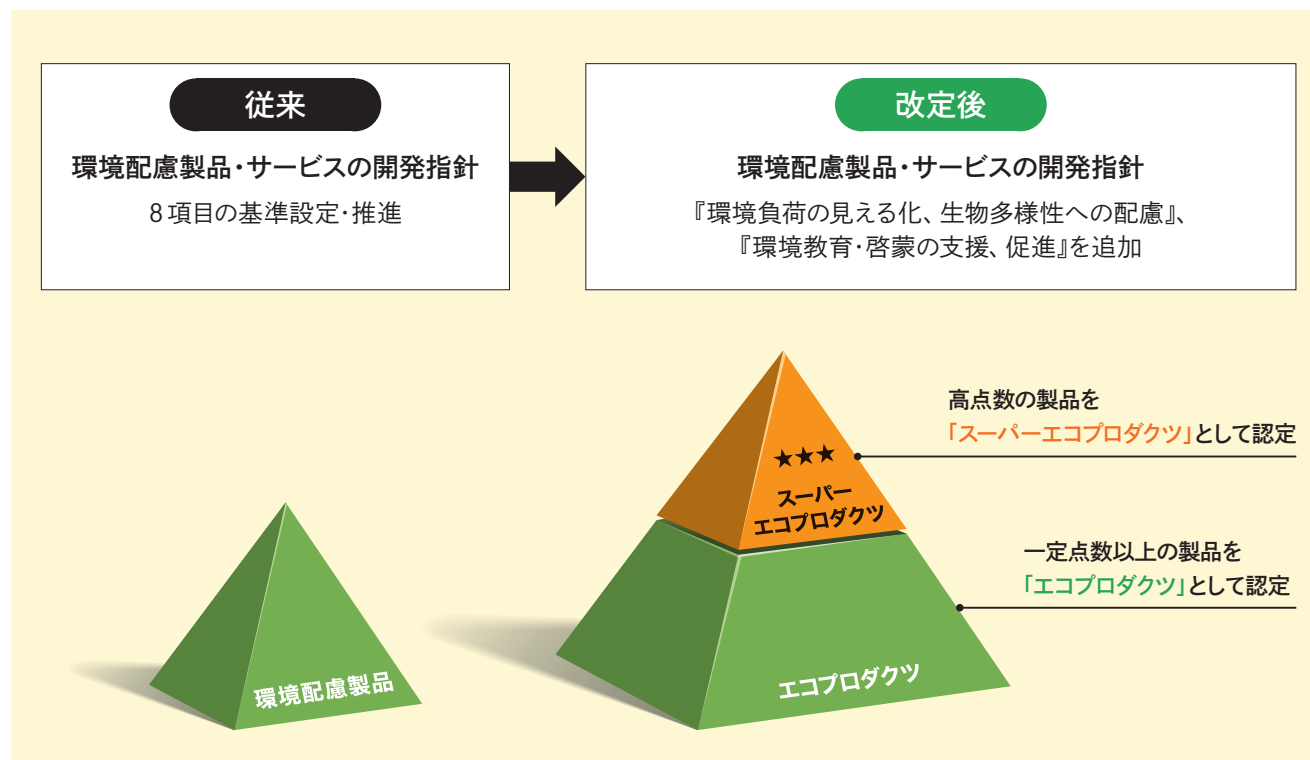 従来
環境配慮製品・サービスの開発指針
8項目の基準設定・推進
改定後
環境配慮製品・サービスの開発指針
『環境負荷の見える化、生物多様性への配慮』、
『環境教育・啓蒙の支援、促進』を追加
環境配慮製品
★★★
スーパー
エコプロダクツ
エコプロダクツ
高点数の製品を
「スーパーエコプロダクツ」として認定
一定点数以上の製品を
「エコプロダクツ」として認定